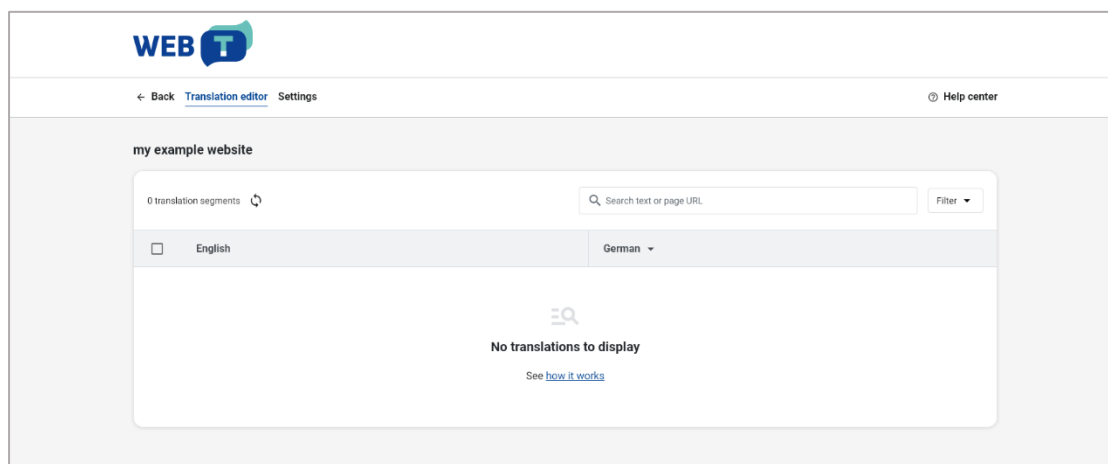 WEB T
Back Translation editor Settings Help center
my example website
0 translation segments Search text or page URL Filter
English German
No translations to display
See how it works